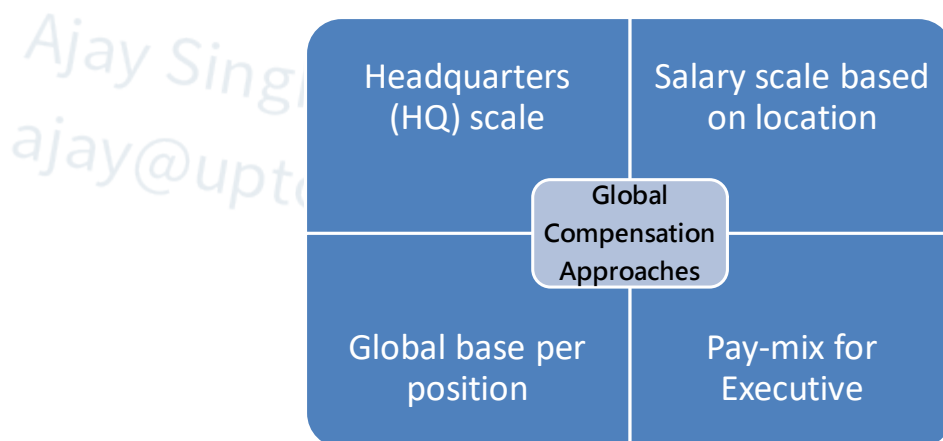 Ajay
Headquarters
(HQ) scale
Salary scale based
on location
Global
Compensation
Approaches
Global base per
position
Pay-mix for
Executive